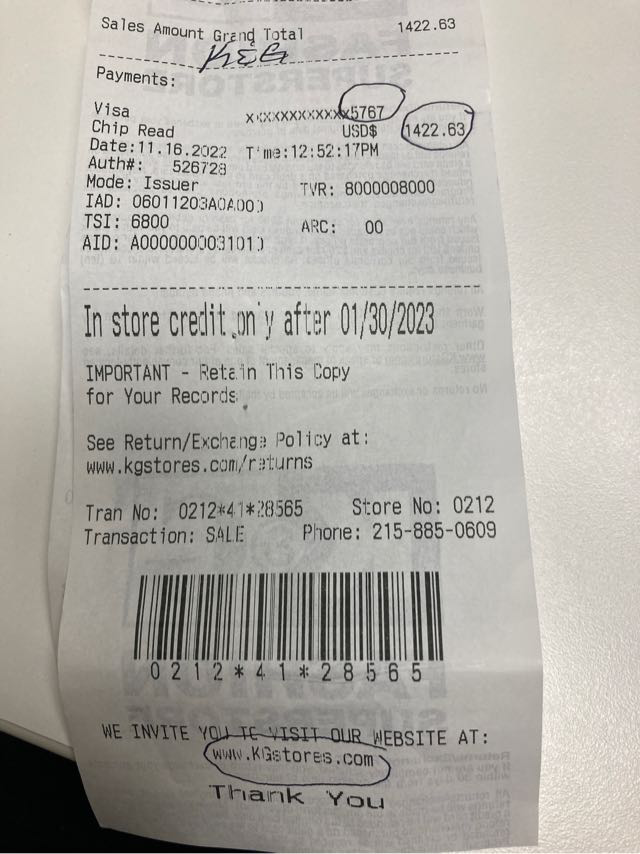 Sales Amount Grand Total 1422.63
K&G
Payments:
Visa XXXXXXXXXXXX5767
Chip Read USD$ 1422.63
Date:11.16.2022 Time:12:52:17PM
Auth#: 526728
Mode: Issuer TVR: 8000008000
IAD: 06011203A0A000
TSI: 6800 ARC: 00
AID: A0000000031010
In store credit only after 01/30/2023
IMPORTANT - Retain This Copy
for Your Records.
See Return/Exchange Policy at:
www.kgstores.com/returns
Tran No: 0212*41*28565 Store No: 0212
Transaction: SALE Phone: 215-885-0609
0212*41*28565
WE INVITE YOU TO VISIT OUR WEBSITE AT:
www.KGstores.com
Thank You